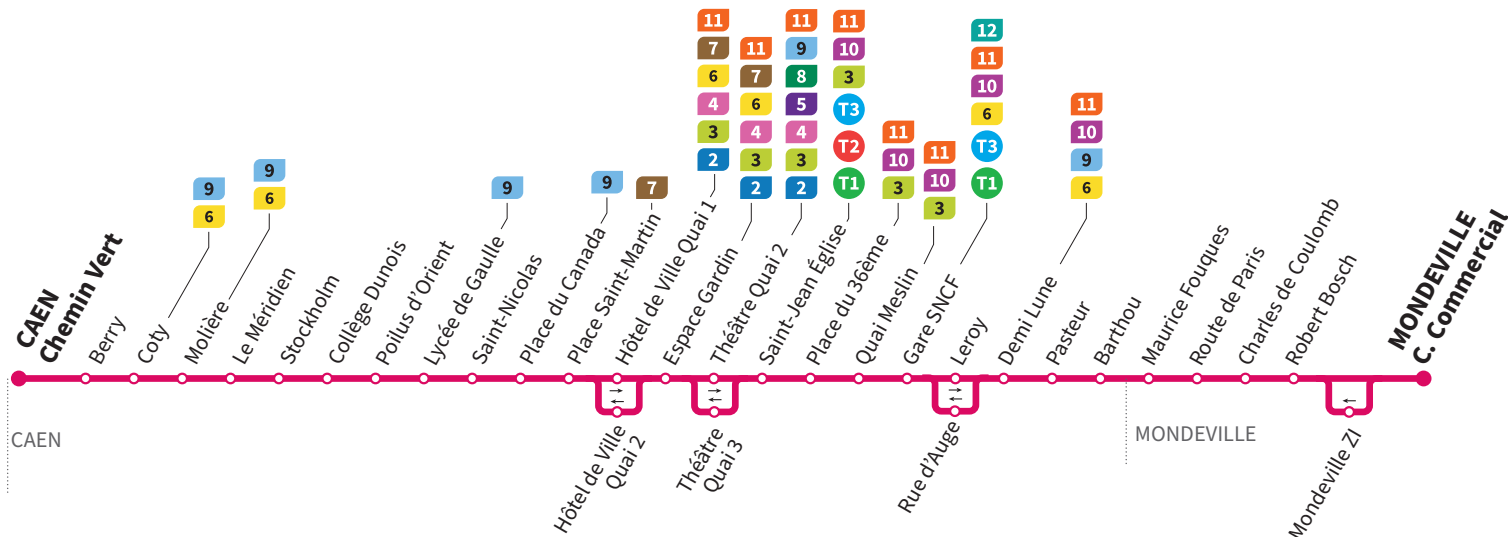 CAEN
Chemin Vert
Berry
Coty
9
6
Molière
9
6
Le Méridien
Stockholm
Collège Dunois
Poilus d'Orient
Lycée de Gaulle
9
Saint-Nicolas
Place du Canada
9
Place Saint-Martin
7
Hôtel de Ville Quai 1
11
7
6
4
3
2
Espace Gardin
11
7
6
4
3
2
Théâtre Quai 2
11
9
8
5
4
3
2
Saint-Jean Église
11
10
3
T3
T2
T1
Place du 36ème
11
10
3
Quai Meslin
11
10
3
Gare SNCF
12
11
10
6
T3
T1
Leroy
Demi Lune
11
10
9
6
Pasteur
Barthou
Maurice Fouques
Route de Paris
Charles de Coulomb
Robert Bosch
MONDEVILLE
C. Commercial
CAEN
Hôtel de Ville
Quai 2
Théâtre
Quai 3
Rue d'Auge
MONDEVILLE
Mondeville ZI